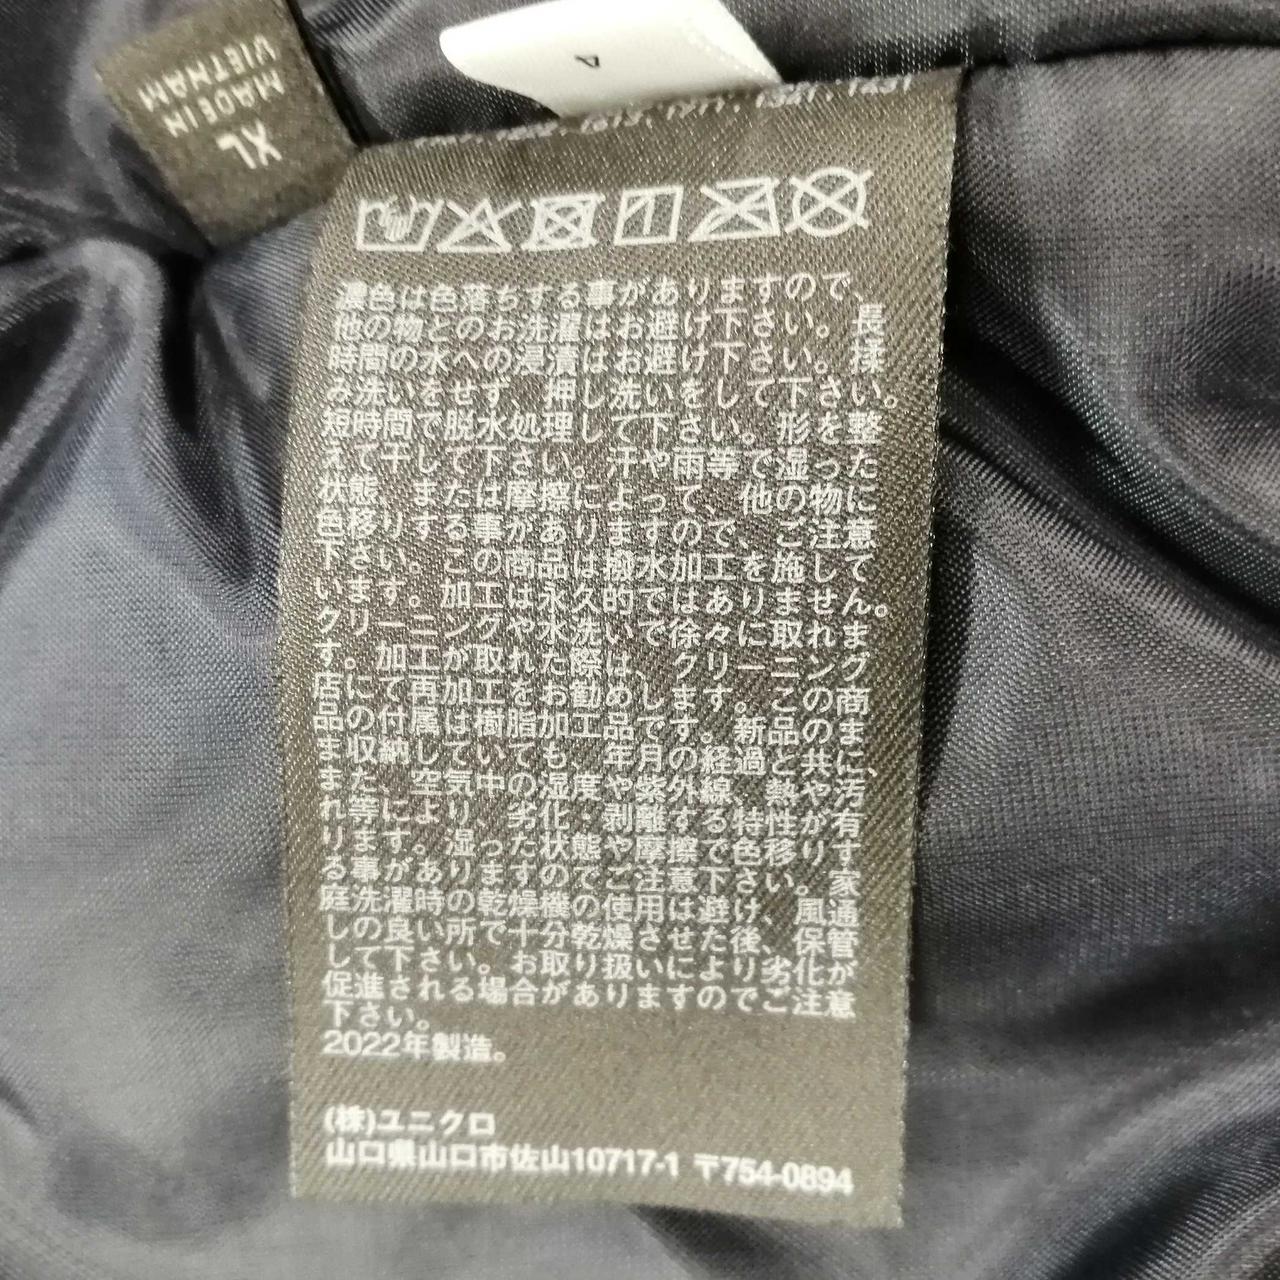 MADE IN
VIETNAM
XL
濃色は色落ちする事がありますので、
他の物とのお洗濯はお避け下さい。長
時間の水への浸漬はお避け下さい。揉
み洗いをせず、押し洗いをして下さい。
短時間で脱水処理して下さい。形を整
えて干して下さい。汗や雨等で湿った
状態、または摩擦によって、他の物に
色移りする事がありますので、ご注意
下さい。この商品は撥水加工を施して
います。加工は永久的ではありません。
クリーニングや水洗いで徐々に取れま
す。加工が取れた際は、クリーニング
店にて再加工をお勧めします。この商
品の付属は樹脂加工品です。新品のま
ま収納していても、年月の経過と共に、
また、空気中の湿度や紫外線、熱や汚
れ等により、劣化・剥離する特性が有
ります。湿った状態や摩擦で色移りす
る事がありますのでご注意下さい。家
庭洗濯時の乾燥機の使用は避け、風通
しの良い所で十分乾燥させた後、保管
して下さい。お取り扱いにより劣化が
促進される場合がありますのでご注意
下さい。
2022年製造。
(株)ユニクロ
山口県山口市佐山10717-1 〒754-0894